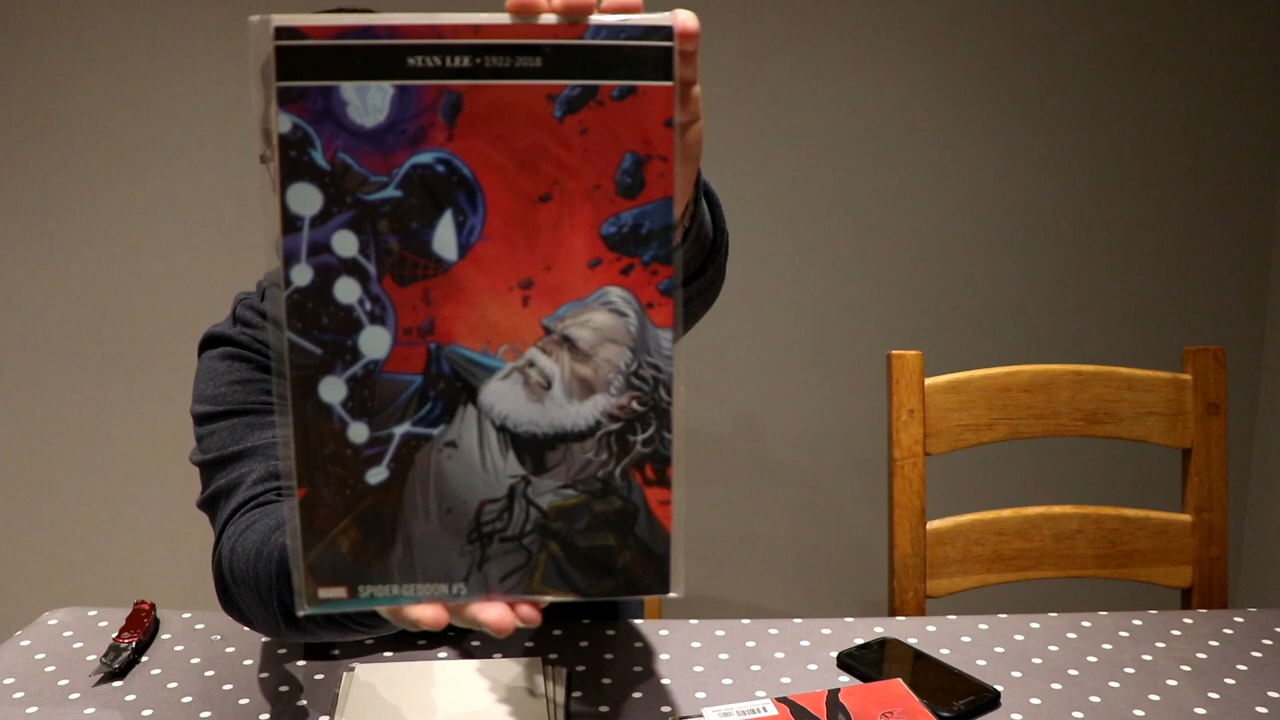 STAN LEE • 1922-2018
MARVEL SPIDER-GEDDON #5